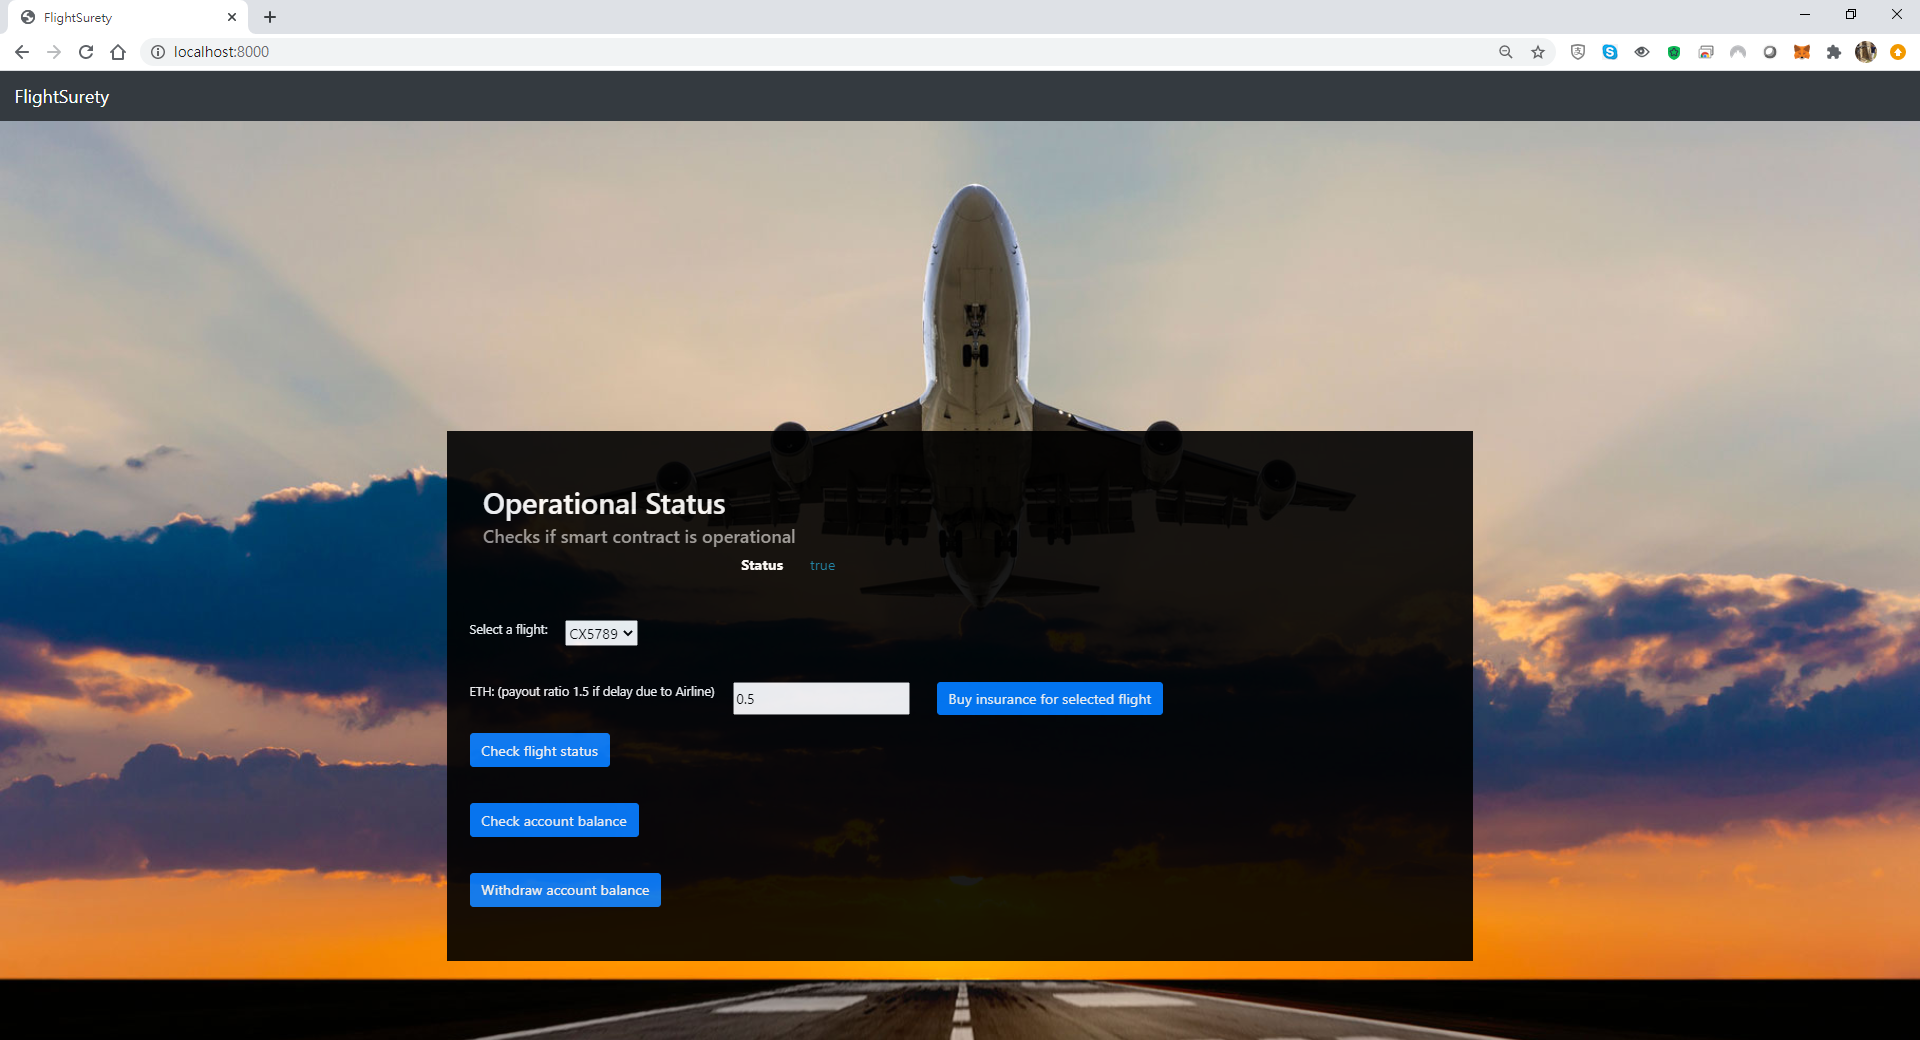 FlightSurety
localhost:8000
FlightSurety
Operational Status
Checks if smart contract is operational
Status true
Select a flight: CX5789
ETH: (payout ratio 1.5 if delay due to Airline) 0.5 Buy insurance for selected flight
Check flight status
Check account balance
Withdraw account balance